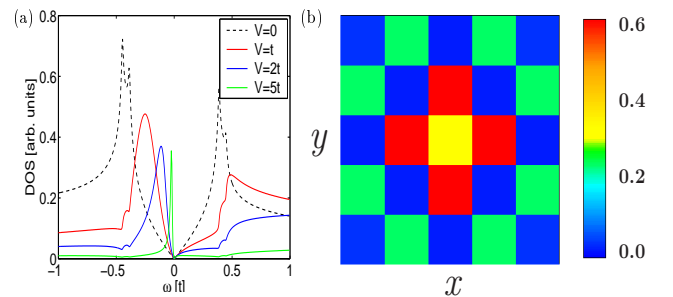 (a)
DOS [arb. units]
0.8
0.6
0.4
0.2
0
−1
−0.5
0
0.5
1
ω [t]
V=0
V=t
V=2t
V=5t
(b)
y
x
0.6
0.4
0.2
0.0